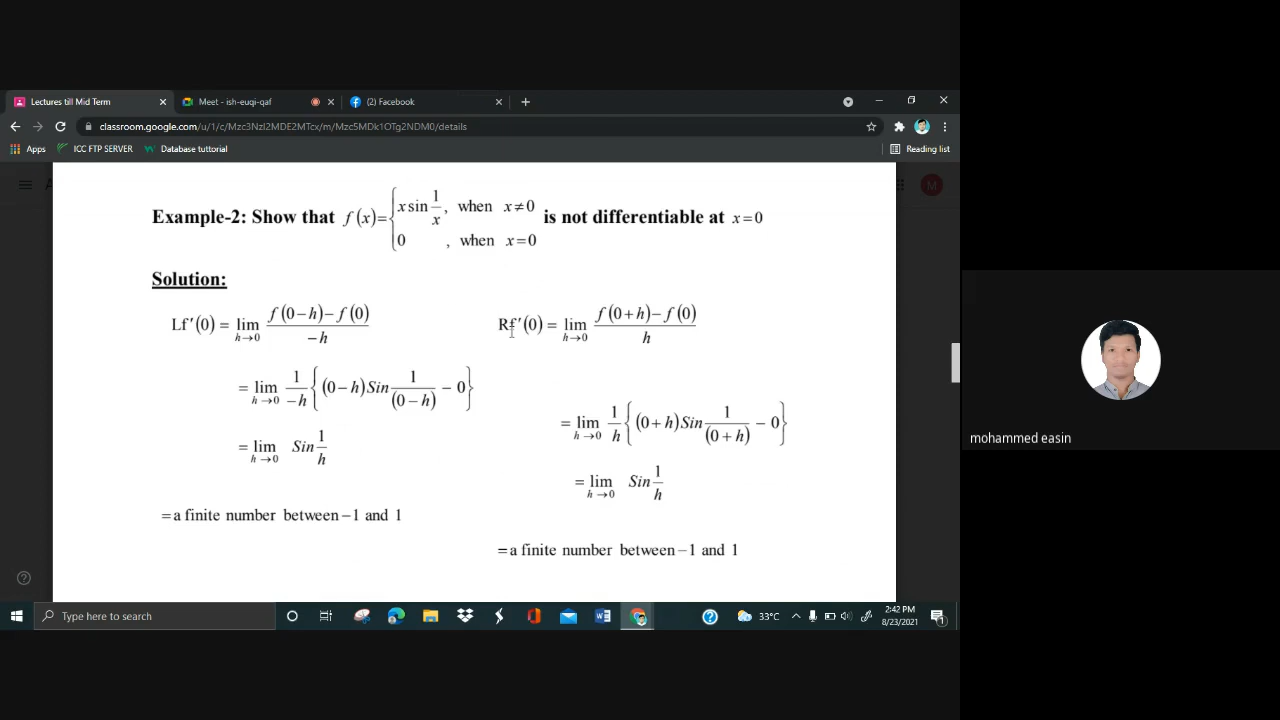 Lectures till Mid Term
Meet - ish-euqi-qaf
(2) Facebook
classroom.google.com/u/1/c/Mzc3NzI2MDE2MTcx/m/Mzc5MDk1OTg2NDM0/details
Apps ICC FTP SERVER Database tuttorial Reading list
M
Example-2: Show that f(x)= { x sin 1/x, when x≠0
0 , when x=0
is not differentiable at x=0
Solution:
Lf′(0) = lim h→0 f(0−h)−f(0) / −h
= lim h→0 1/−h { (0−h) Sin 1/(0−h) − 0 }
= lim h→0 Sin 1/h
= a finite number between −1 and 1
Rf′(0) = lim h→0 f(0+h)−f(0) / h
= lim h→0 1/h { (0+h) Sin 1/(0+h) − 0 }
= lim h→0 Sin 1/h
= a finite number between −1 and 1
mohammed easin
Type here to search
33°C
2:42 PM
8/23/2021
1